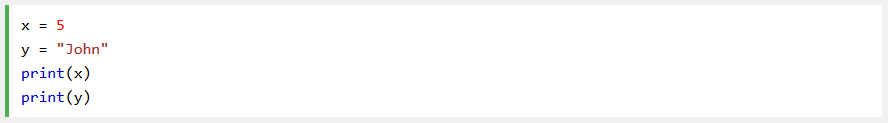 x = 5
y = "John"
print(x)
print(y)